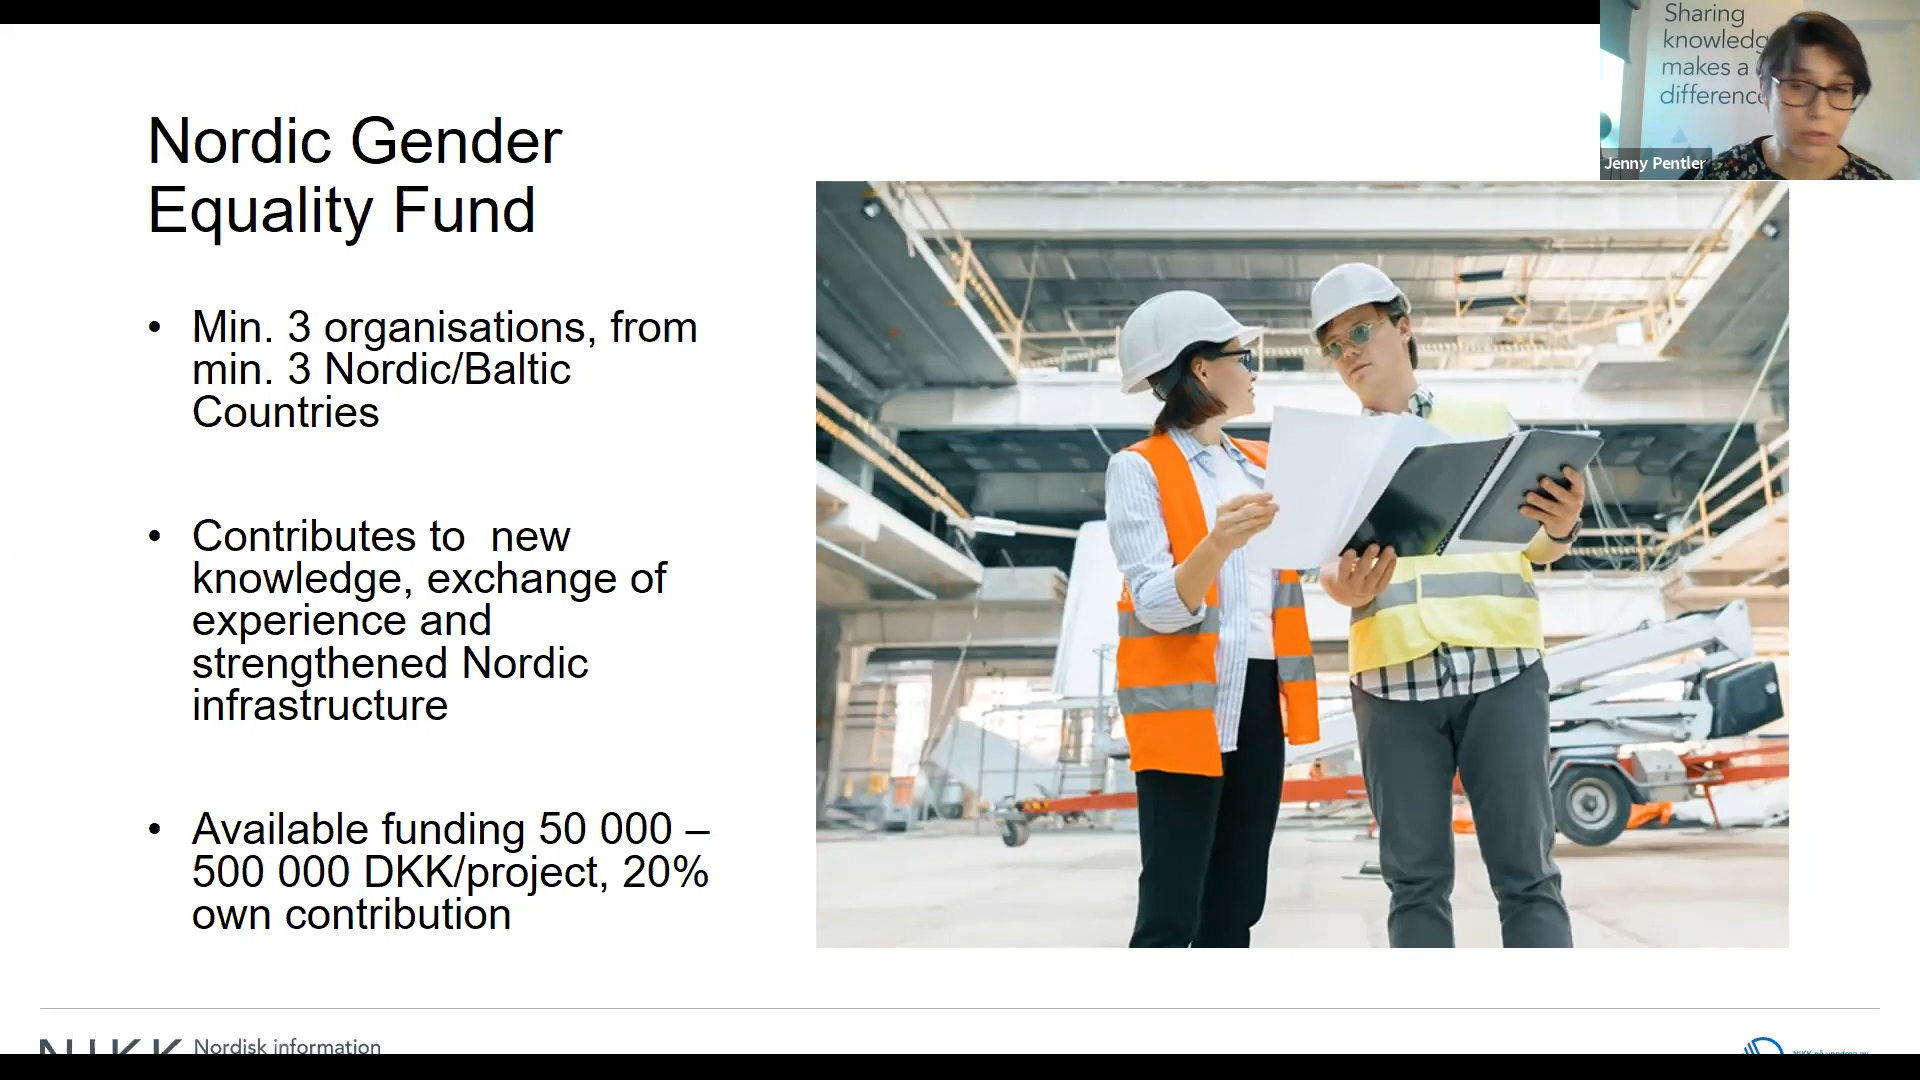 Nordic Gender
Equality Fund
• Min. 3 organisations, from
min. 3 Nordic/Baltic
Countries
• Contributes to  new
knowledge, exchange of
experience and
strengthened Nordic
infrastructure
• Available funding 50 000 –
500 000 DKK/project, 20%
own contribution
Sharing
knowledg
makes a
difference
Jenny Pentler
NIKK
Nordisk information